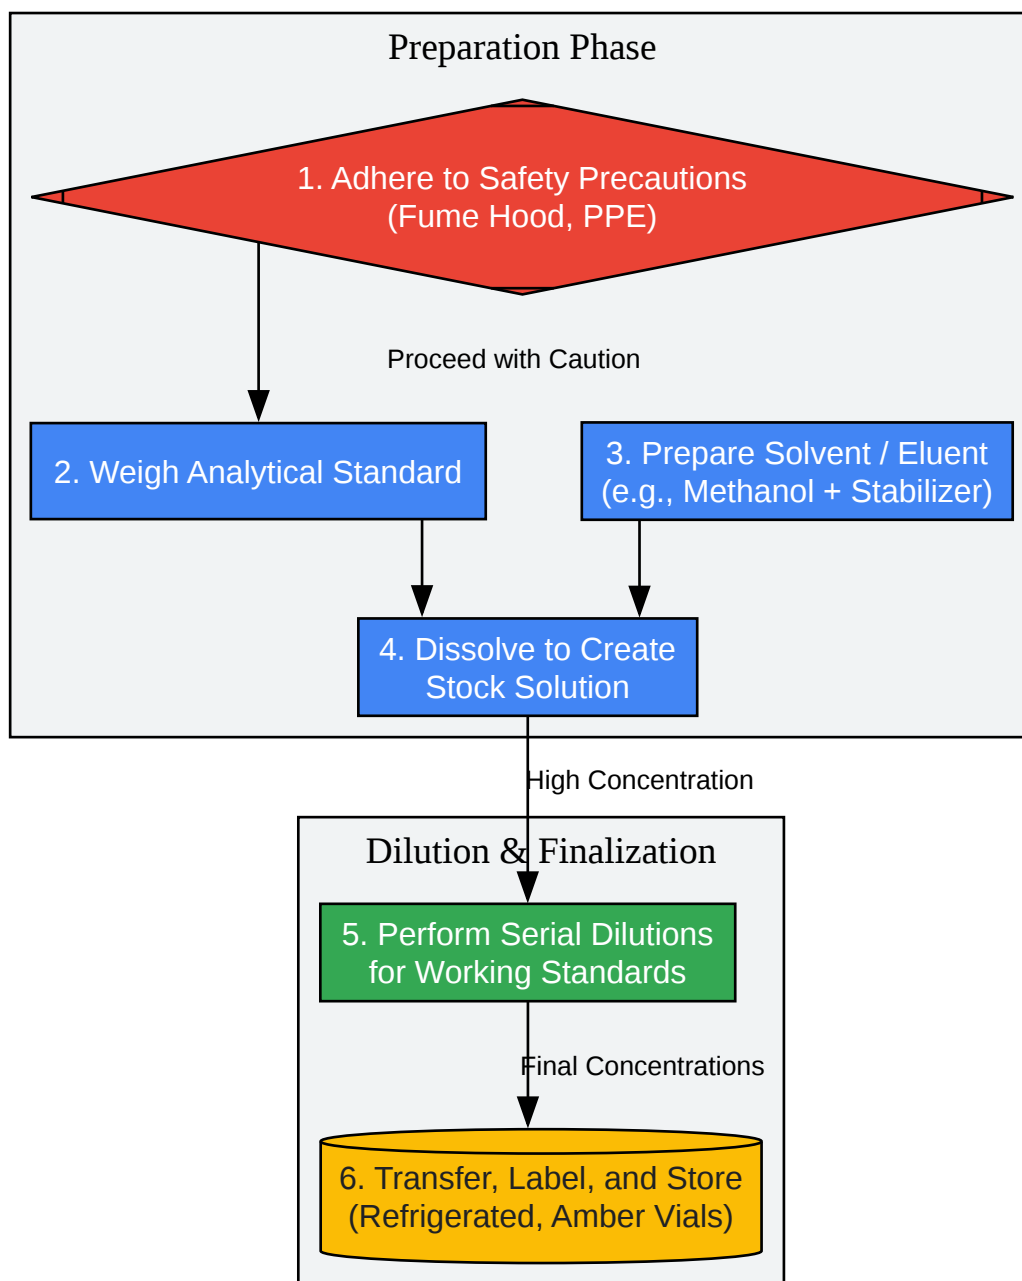 Preparation Phase
1. Adhere to Safety Precautions
(Fume Hood, PPE)
Proceed with Caution
2. Weigh Analytical Standard
3. Prepare Solvent / Eluent
(e.g., Methanol + Stabilizer)
4. Dissolve to Create
Stock Solution
High Concentration
Dilution & Finalization
5. Perform Serial Dilutions
for Working Standards
Final Concentrations
6. Transfer, Label, and Store
(Refrigerated, Amber Vials)